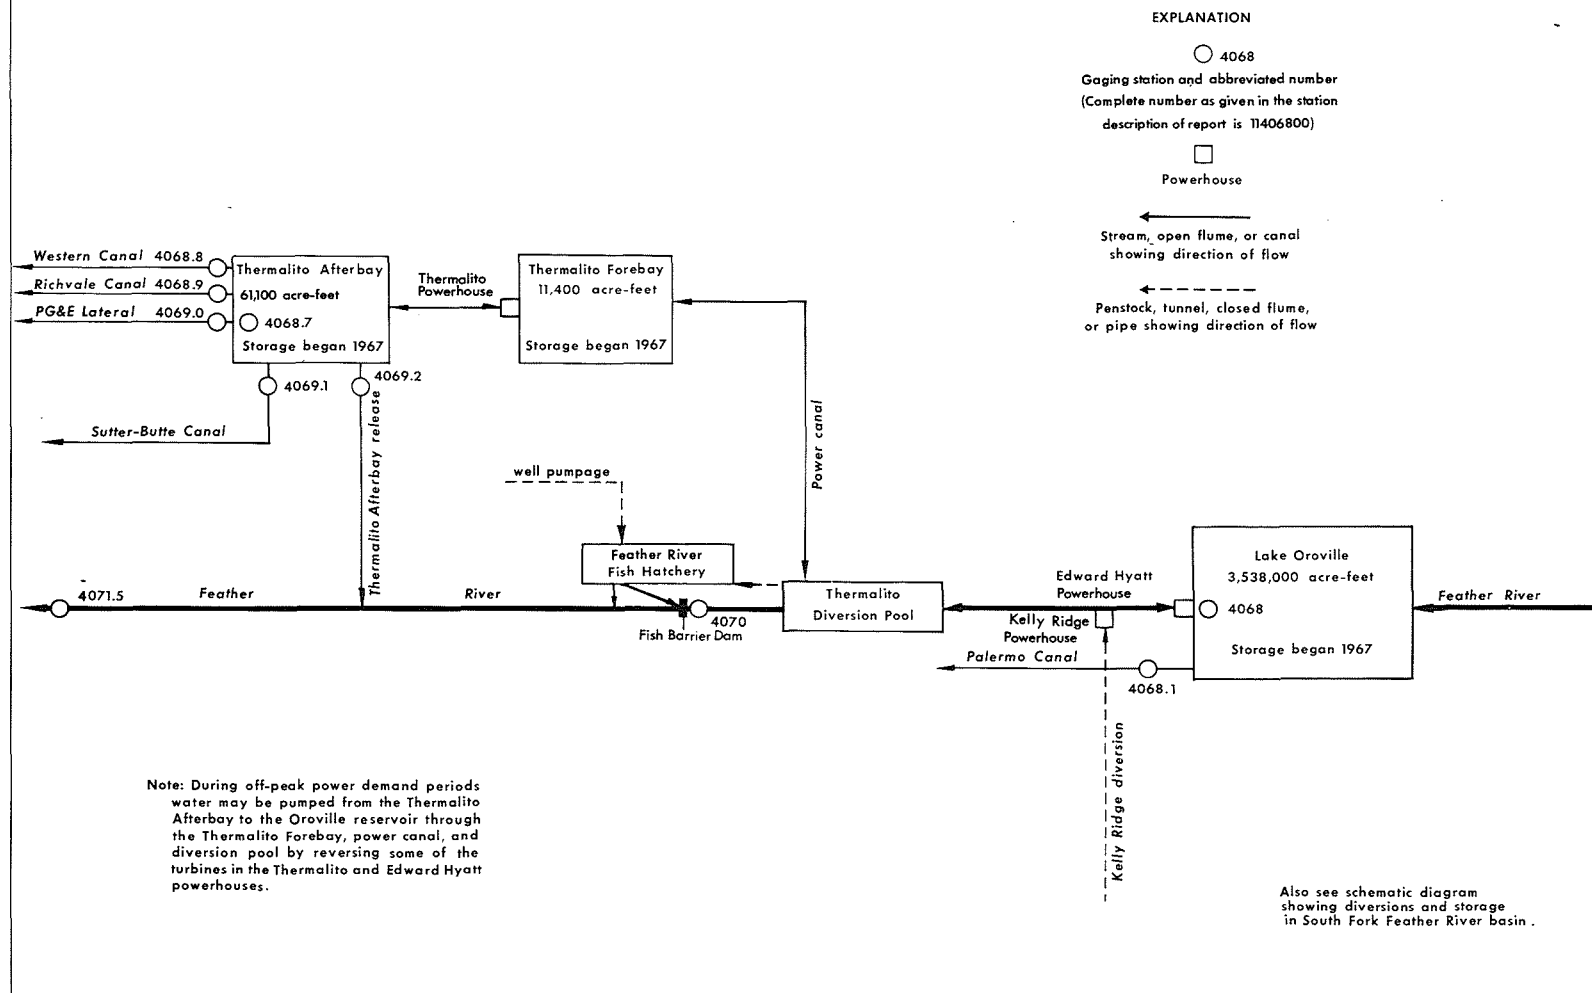 EXPLANATION
4068
Gaging station and abbreviated number
(Complete number as given in the station
description of report is 11406800)
Powerhouse
Stream, open flume, or canal
showing direction of flow
Penstock, tunnel, closed flume,
or pipe showing direction of flow
Western Canal 4068.8
Richvale Canal 4068.9
PG&E Lateral 4069.0
Thermalito Afterbay
61,100 acre-feet
4068.7
Storage began 1967
Thermalito
Powerhouse
Thermalito Forebay
11,400 acre-feet
Storage began 1967
4069.1
4069.2
Sutter-Butte Canal
Thermalito Afterbay release
Power canal
well pumpage
Feather River
Fish Hatchery
4071.5
Feather River
4070
Fish Barrier Dam
Thermalito
Diversion Pool
Edward Hyatt
Powerhouse
Kelly Ridge
Powerhouse
Palermo Canal
4068.1
Lake Oroville
3,538,000 acre-feet
4068
Storage began 1967
Feather River
Kelly Ridge diversion
Note: During off-peak power demand periods
water may be pumped from the Thermalito
Afterbay to the Oroville reservoir through
the Thermalito Forebay, power canal, and
diversion pool by reversing some of the
turbines in the Thermalito and Edward Hyatt
powerhouses.
Also see schematic diagram
showing diversions and storage
in South Fork Feather River basin.